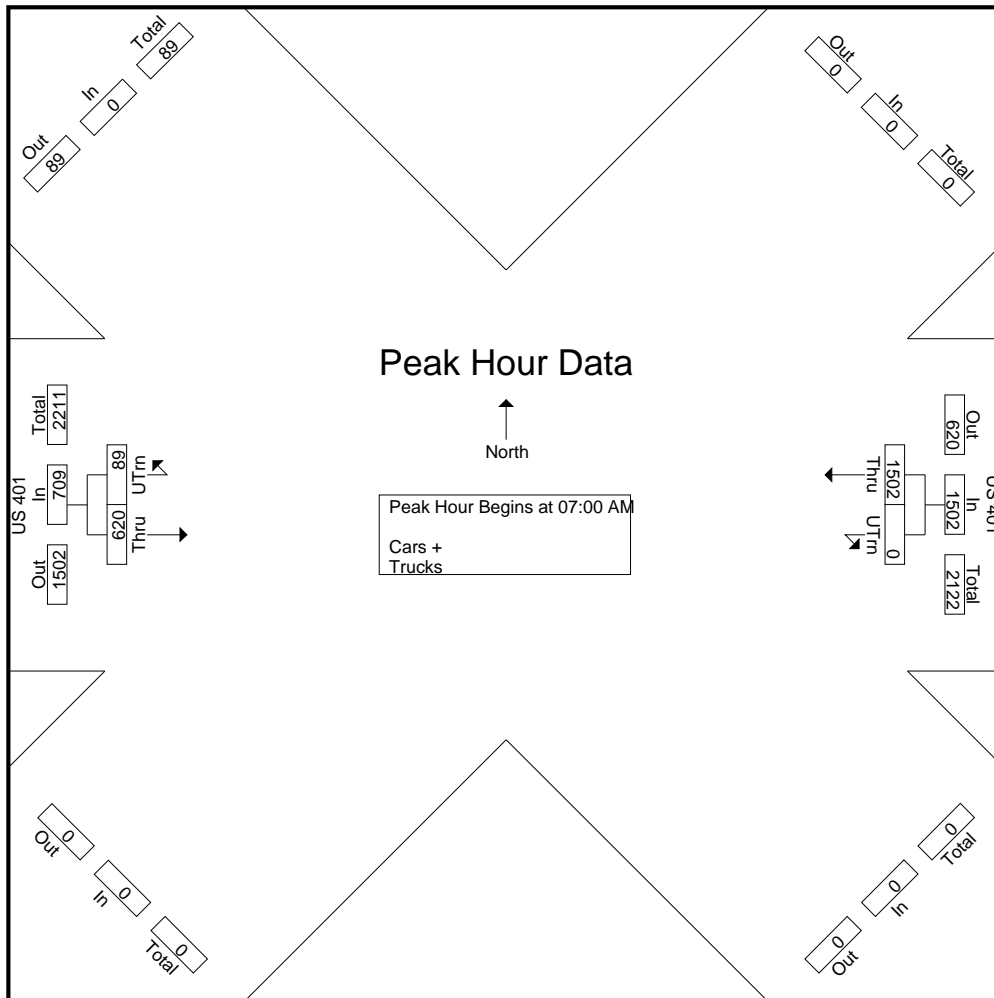 Total
89
In
0
Out
89
Out
0
In
0
Total
0
Peak Hour Data
North
Peak Hour Begins at 07:00 AM
Cars +
Trucks
US 401
Total
2211
In
709
Out
1502
89
UTrn
620
Thru
1502
Thru
0
UTrn
Out
620
In
1502
Total
2122
US 401
0
Out
0
In
0
Total
0
Total
0
In
0
Out